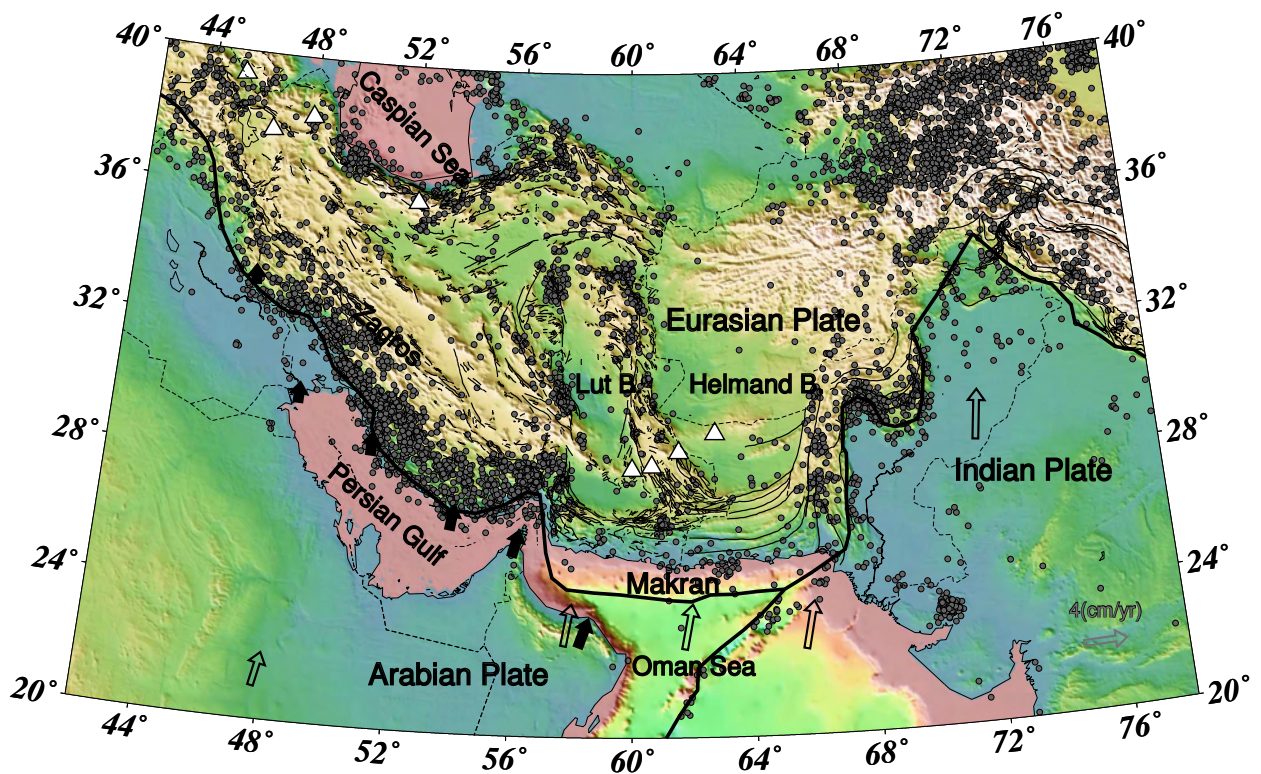 40° 44° 48° 52° 56° 60° 64° 68° 72° 76° 40°
Caspian Sea
36° 36°
32° 32°
Zagros
Eurasian Plate
Lut B. Helmand B.
28° 28°
Indian Plate
Persian Gulf
24° 24°
Makran
4(cm/yr)
Oman Sea
Arabian Plate
20° 20°
44° 48° 52° 56° 60° 64° 68° 72° 76°